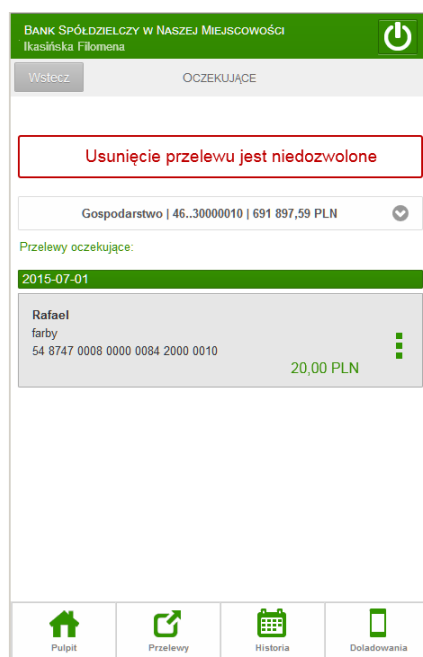 BANK SPÓŁDZIELCZY W NASZEJ MIEJSCOWOŚCI
Ikasińska Filomena
Wstecz
OCZEKUJĄCE
Usunięcie przelewu jest niedozwolone
Gospodarstwo | 46..30000010 | 691 897,59 PLN
Przelewy oczekujące:
2015-07-01
Rafael
farby
54 8747 0008 0000 0084 2000 0010
20,00 PLN
Pulpit
Przelewy
Historia
Doladowania